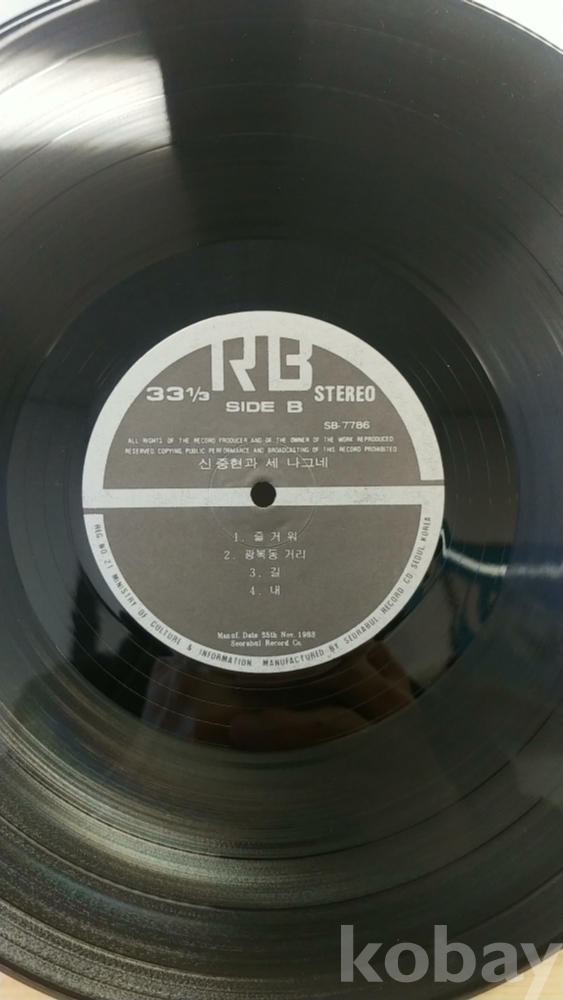 RB
33 1/3
STEREO
SIDE B
SB-7786
ALL RIGHTS OF THE RECORD PRODUCER AND OF THE OWNER OF THE WORK REPRODUCED
RESERVED. COPYING, PUBLIC PERFORMANCE AND BROADCASTING OF THIS RECORD PROHIBITED
신중현과 세 나그네
1. 즐거워
2. 광복동 거리
3. 길
4. 내
Manuf. Date 25th Nov. 1983
Seorabul Record Co.
REG. NO. 21 MINISTRY OF CULTURE & INFORMATION. MANUFACTURED BY SEORABUL RECORD CO. SEOUL KOREA
kobay